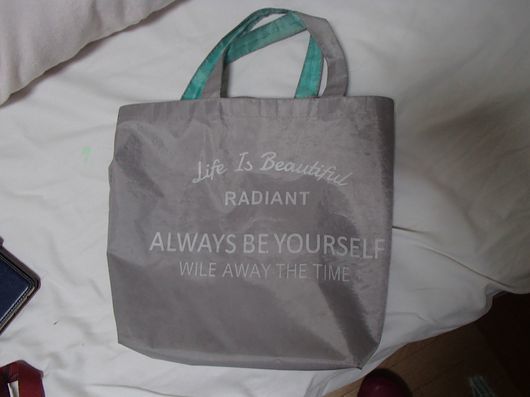 Life Is Beautiful
RADIANT
ALWAYS BE YOURSELF
WILE AWAY THE TIME